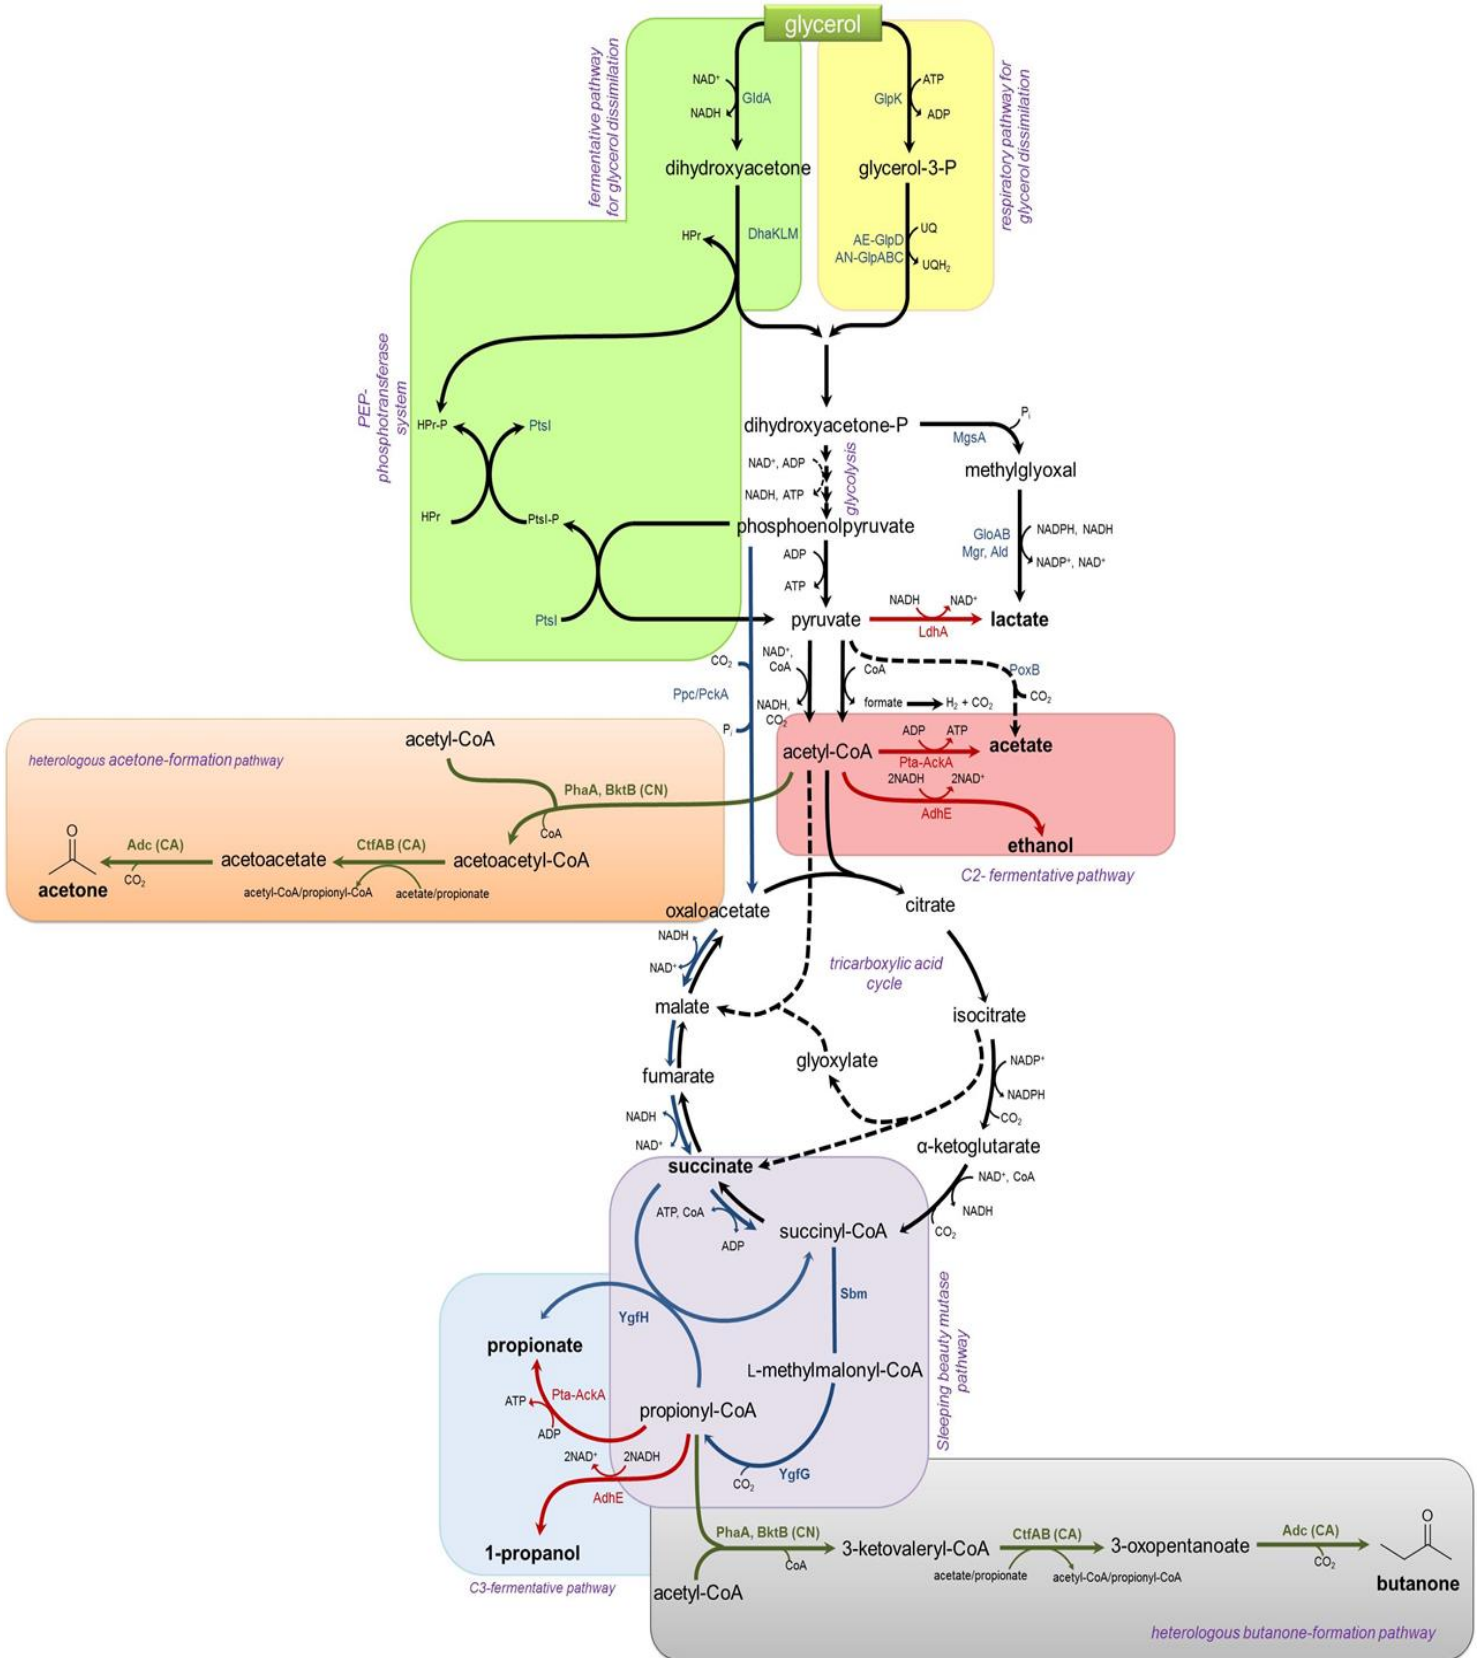 glycerol
fermentative pathway
for glycerol dissimilation
respiratory pathway for
glycerol dissimilation
NAD⁺
GldA
NADH
ATP
GlpK
ADP
dihydroxyacetone
glycerol-3-P
HPr
DhaKLM
UQ
AE-GlpD
AN-GlpABC
UQH₂
PEP-
phosphotransferase
system
HPr-P
PtsI
HPr
PtsI-P
PtsI
dihydroxyacetone-P
MgsA
Pᵢ
methylglyoxal
NAD⁺, ADP
NADH, ATP
glycolysis
phosphoenolpyruvate
GloAB
Mgr, Ald
NADPH, NADH
NADP⁺, NAD⁺
ADP
ATP
pyruvate
NADH
NAD⁺
LdhA
lactate
CO₂
Ppc/PckA
Pᵢ
NAD⁺,
CoA
NADH,
CO₂
CoA
formate
H₂ + CO₂
PoxB
CO₂
acetyl-CoA
ADP
ATP
Pta-AckA
acetate
2NADH
2NAD⁺
AdhE
ethanol
C2- fermentative pathway
heterologous acetone-formation pathway
acetyl-CoA
PhaA, BktB (CN)
CoA
acetoacetyl-CoA
CtfAB (CA)
acetate/propionate
acetyl-CoA/propionyl-CoA
acetoacetate
Adc (CA)
CO₂
acetone
oxaloacetate
citrate
NADH
NAD⁺
tricarboxylic acid
cycle
malate
isocitrate
glyoxylate
fumarate
NADP⁺
NADPH
CO₂
NADH
NAD⁺
α-ketoglutarate
NAD⁺, CoA
NADH
CO₂
succinate
ATP, CoA
ADP
succinyl-CoA
Sbm
YgfH
L-methylmalonyl-CoA
Sleeping beauty mutase
pathway
propionate
Pta-AckA
ATP
ADP
propionyl-CoA
2NAD⁺
2NADH
AdhE
CO₂
YgfG
1-propanol
C3-fermentative pathway
PhaA, BktB (CN)
CoA
acetyl-CoA
3-ketovaleryl-CoA
CtfAB (CA)
acetate/propionate
acetyl-CoA/propionyl-CoA
3-oxopentanoate
Adc (CA)
CO₂
O
butanone
heterologous butanone-formation pathway
O